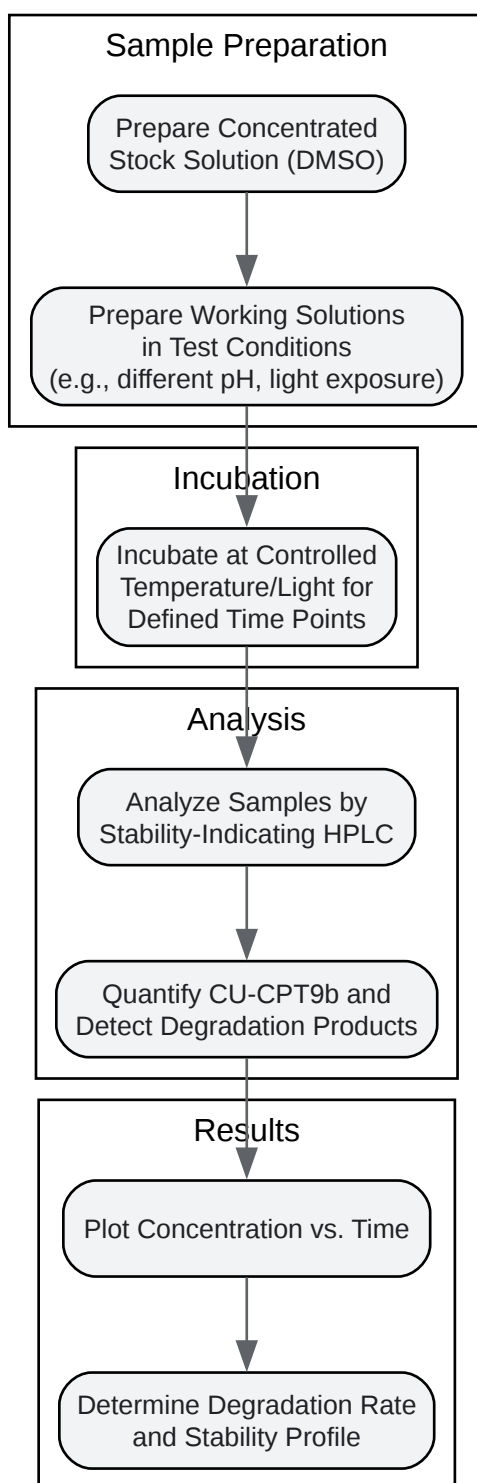 Sample Preparation
Prepare Concentrated
Stock Solution (DMSO)
Prepare Working Solutions
in Test Conditions
(e.g., different pH, light exposure)
Incubation
Incubate at Controlled
Temperature/Light for
Defined Time Points
Analysis
Analyze Samples by
Stability-Indicating HPLC
Quantify CU-CPT9b and
Detect Degradation Products
Results
Plot Concentration vs. Time
Determine Degradation Rate
and Stability Profile